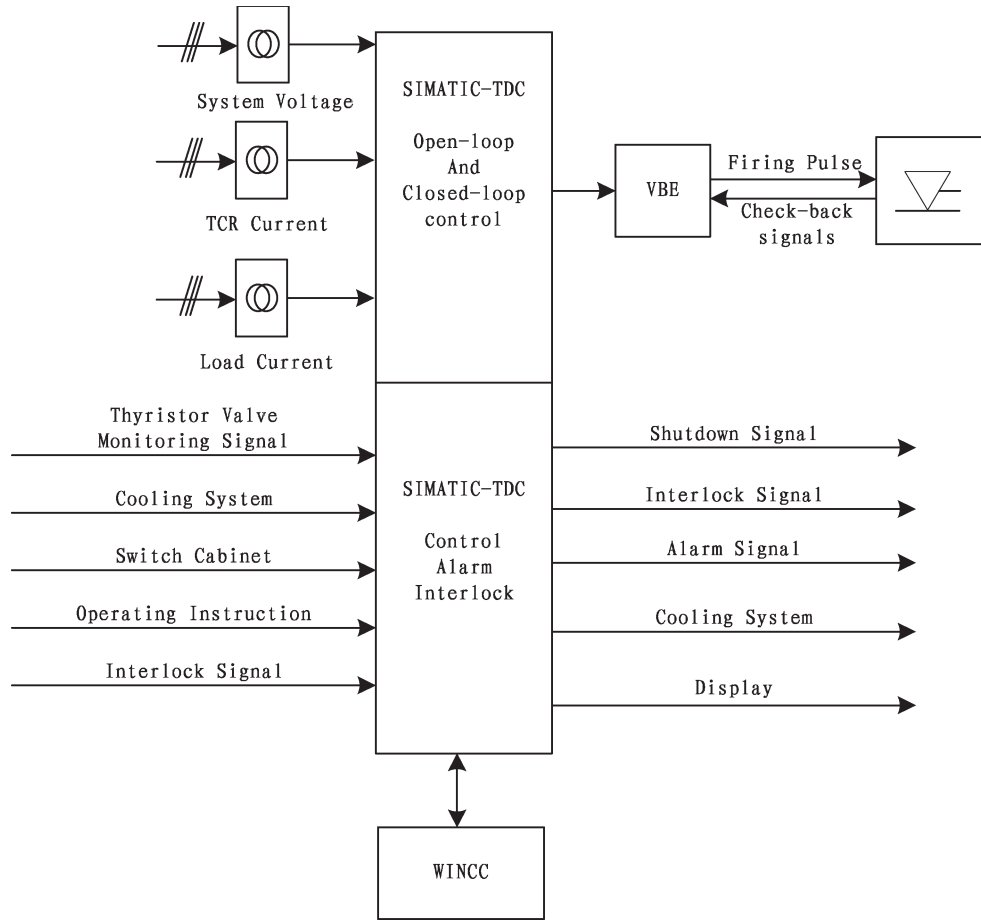 System Voltage
TCR Current
Load Current
SIMATIC-TDC
Open-loop
And
Closed-loop
control
VBE
Firing Pulse
Check-back
signals
Thyristor Valve
Monitoring Signal
Cooling System
Switch Cabinet
Operating Instruction
Interlock Signal
SIMATIC-TDC
Control
Alarm
Interlock
Shutdown Signal
Interlock Signal
Alarm Signal
Cooling System
Display
WINCC